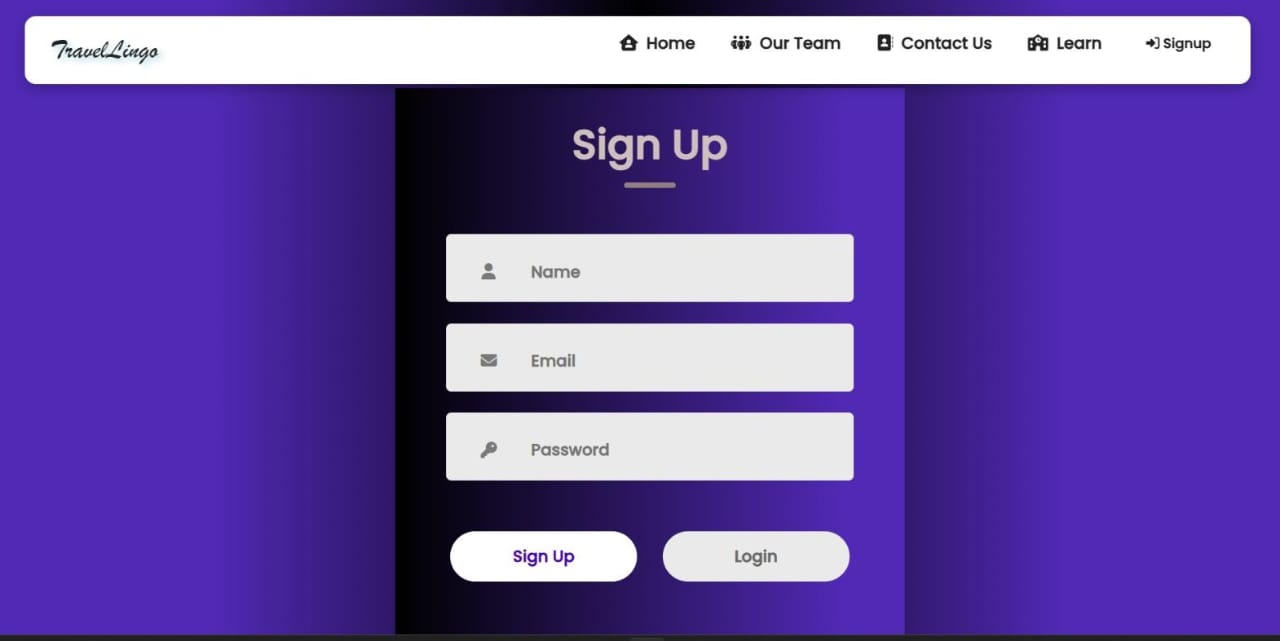 TravelLingo
Home Our Team Contact Us Learn Signup
Sign Up
Name
Email
Password
Sign Up Login